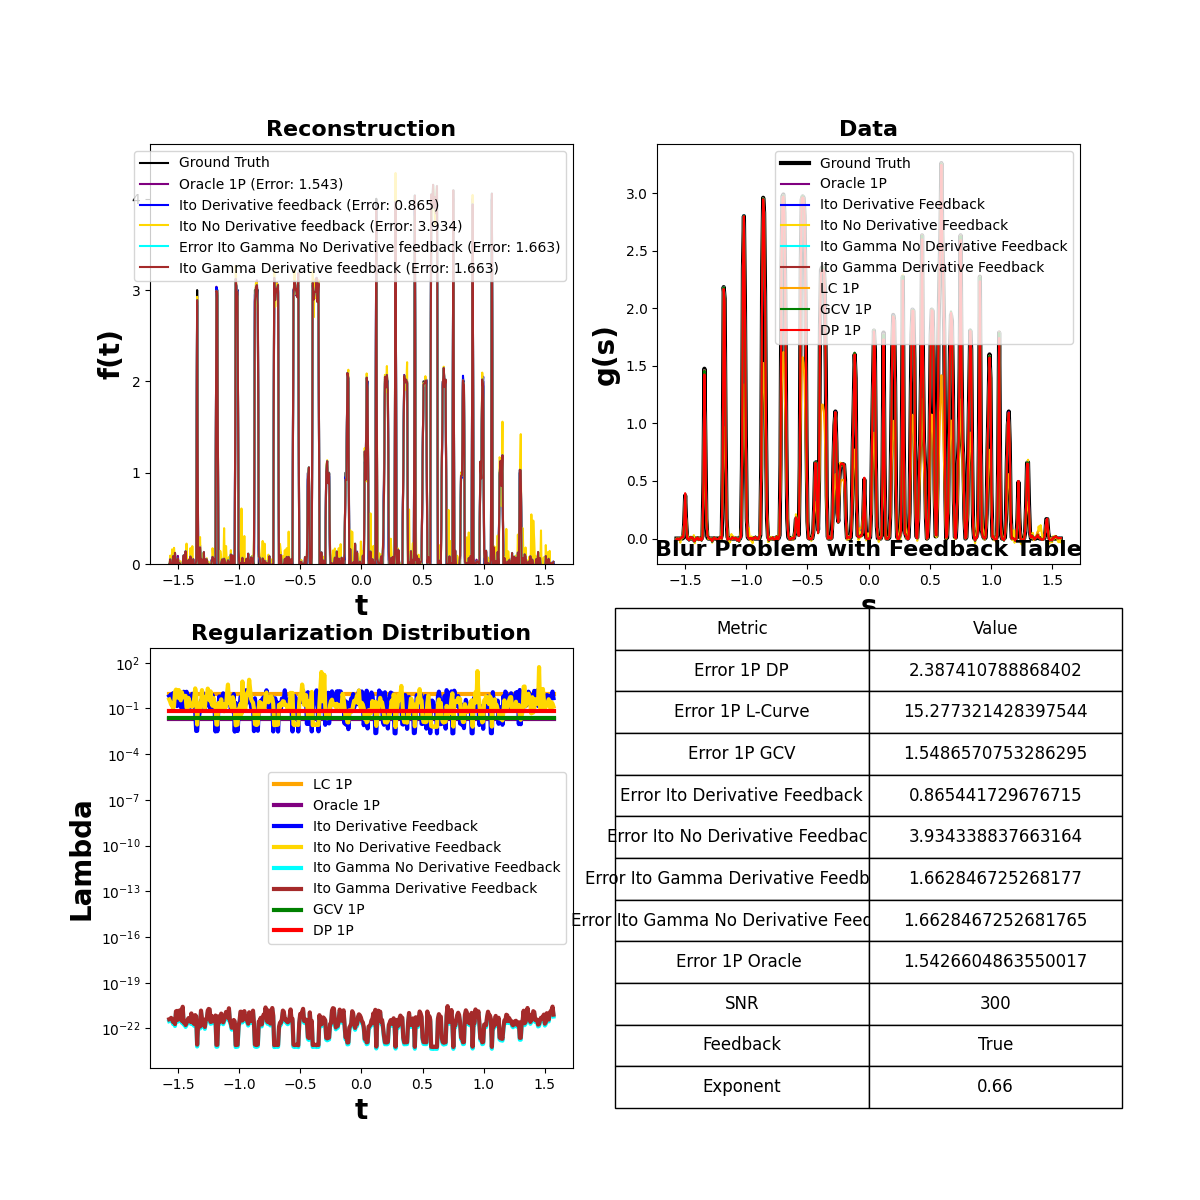 Reconstruction
Ground Truth
Oracle 1P (Error: 1.543)
Ito Derivative feedback (Error: 0.865)
Ito No Derivative feedback (Error: 3.934)
Error Ito Gamma No Derivative feedback (Error: 1.663)
Ito Gamma Derivative feedback (Error: 1.663)
f(t)
4
3
2
1
0
−1.5 −1.0 −0.5 0.0 0.5 1.0 1.5
t
Data
Ground Truth
Oracle 1P
Ito Derivative Feedback
Ito No Derivative Feedback
Ito Gamma No Derivative Feedback
Ito Gamma Derivative Feedback
LC 1P
GCV 1P
DP 1P
g(s)
3.0
2.5
2.0
1.5
1.0
0.5
0.0
−1.5 −1.0 −0.5 0.0 0.5 1.0 1.5
s
Regularization Distribution
LC 1P
Oracle 1P
Ito Derivative Feedback
Ito No Derivative Feedback
Ito Gamma No Derivative Feedback
Ito Gamma Derivative Feedback
GCV 1P
DP 1P
Lambda
10²
10⁻¹
10⁻⁴
10⁻⁷
10⁻¹⁰
10⁻¹³
10⁻¹⁶
10⁻¹⁹
10⁻²²
−1.5 −1.0 −0.5 0.0 0.5 1.0 1.5
t
Blur Problem with Feedback Table
Metric Value
Error 1P DP 2.387410788868402
Error 1P L-Curve 15.277321428397544
Error 1P GCV 1.5486570753286295
Error Ito Derivative Feedback 0.865441729676715
Error Ito No Derivative Feedbac 3.934338837663164
Error Ito Gamma Derivative Feedb 1.662846725268177
Error Ito Gamma No Derivative Feed 1.6628467252681765
Error 1P Oracle 1.5426604863550017
SNR 300
Feedback True
Exponent 0.66